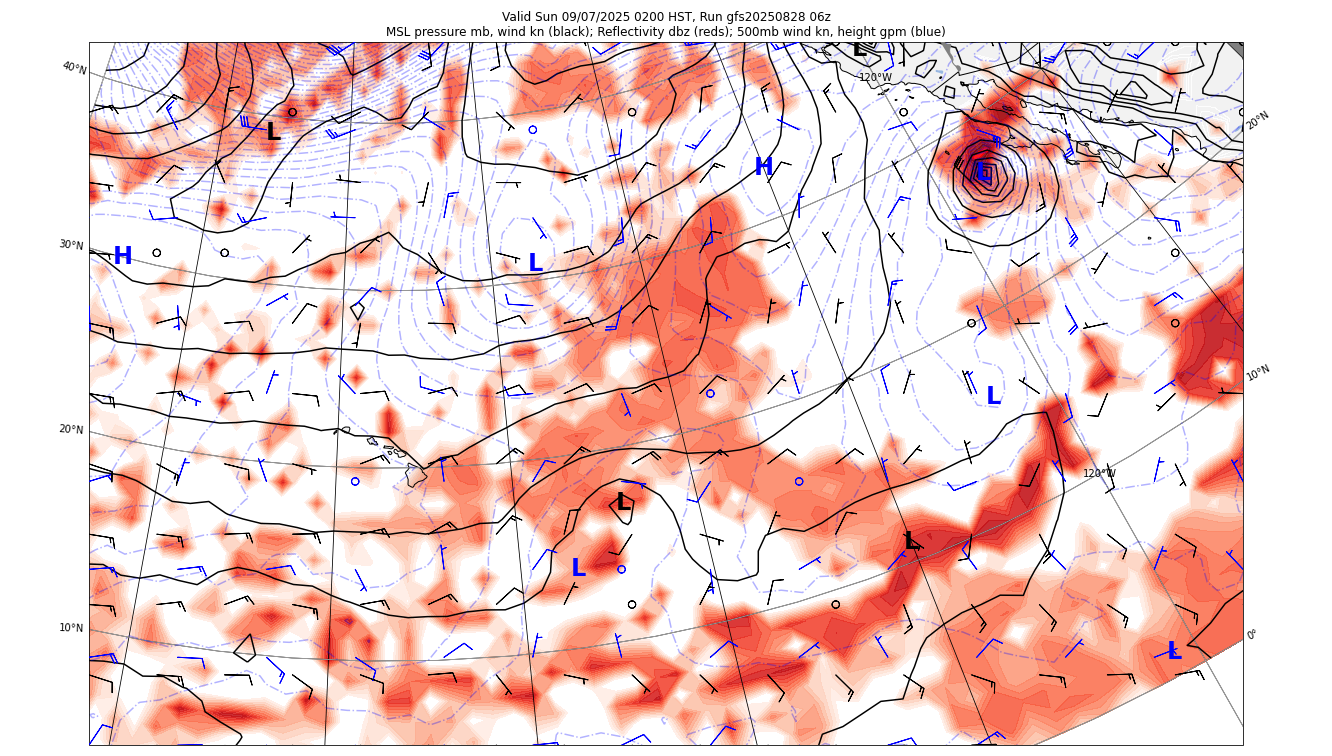 Valid Sun 09/07/2025 0200 HST, Run gfs20250828 06z
MSL pressure mb, wind kn (black); Reflectivity dbz (reds); 500mb wind kn, height gpm (blue)
L
40°N
120°W
20°N
L
H
L
30°N
H
L
10°N
L
20°N
120°W
L
L
L
10°N
0°
L